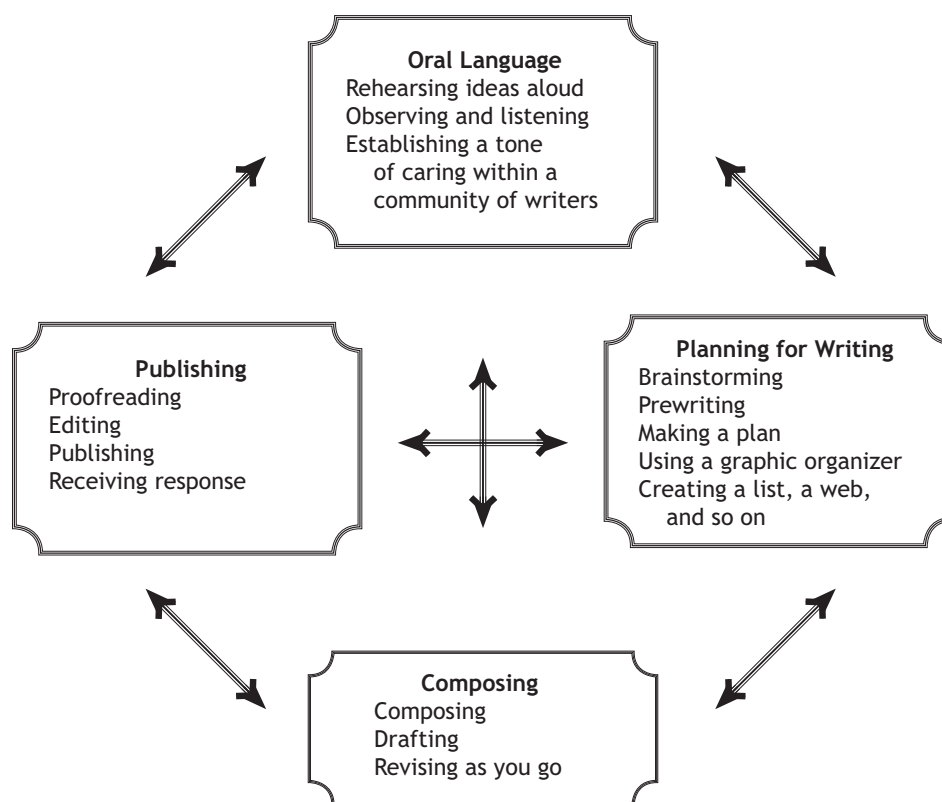 Oral Language
Rehearsing ideas aloud
Observing and listening
Establishing a tone
of caring within a
community of writers
Publishing
Proofreading
Editing
Publishing
Receiving response
Planning for Writing
Brainstorming
Prewriting
Making a plan
Using a graphic organizer
Creating a list, a web,
and so on
Composing
Composing
Drafting
Revising as you go